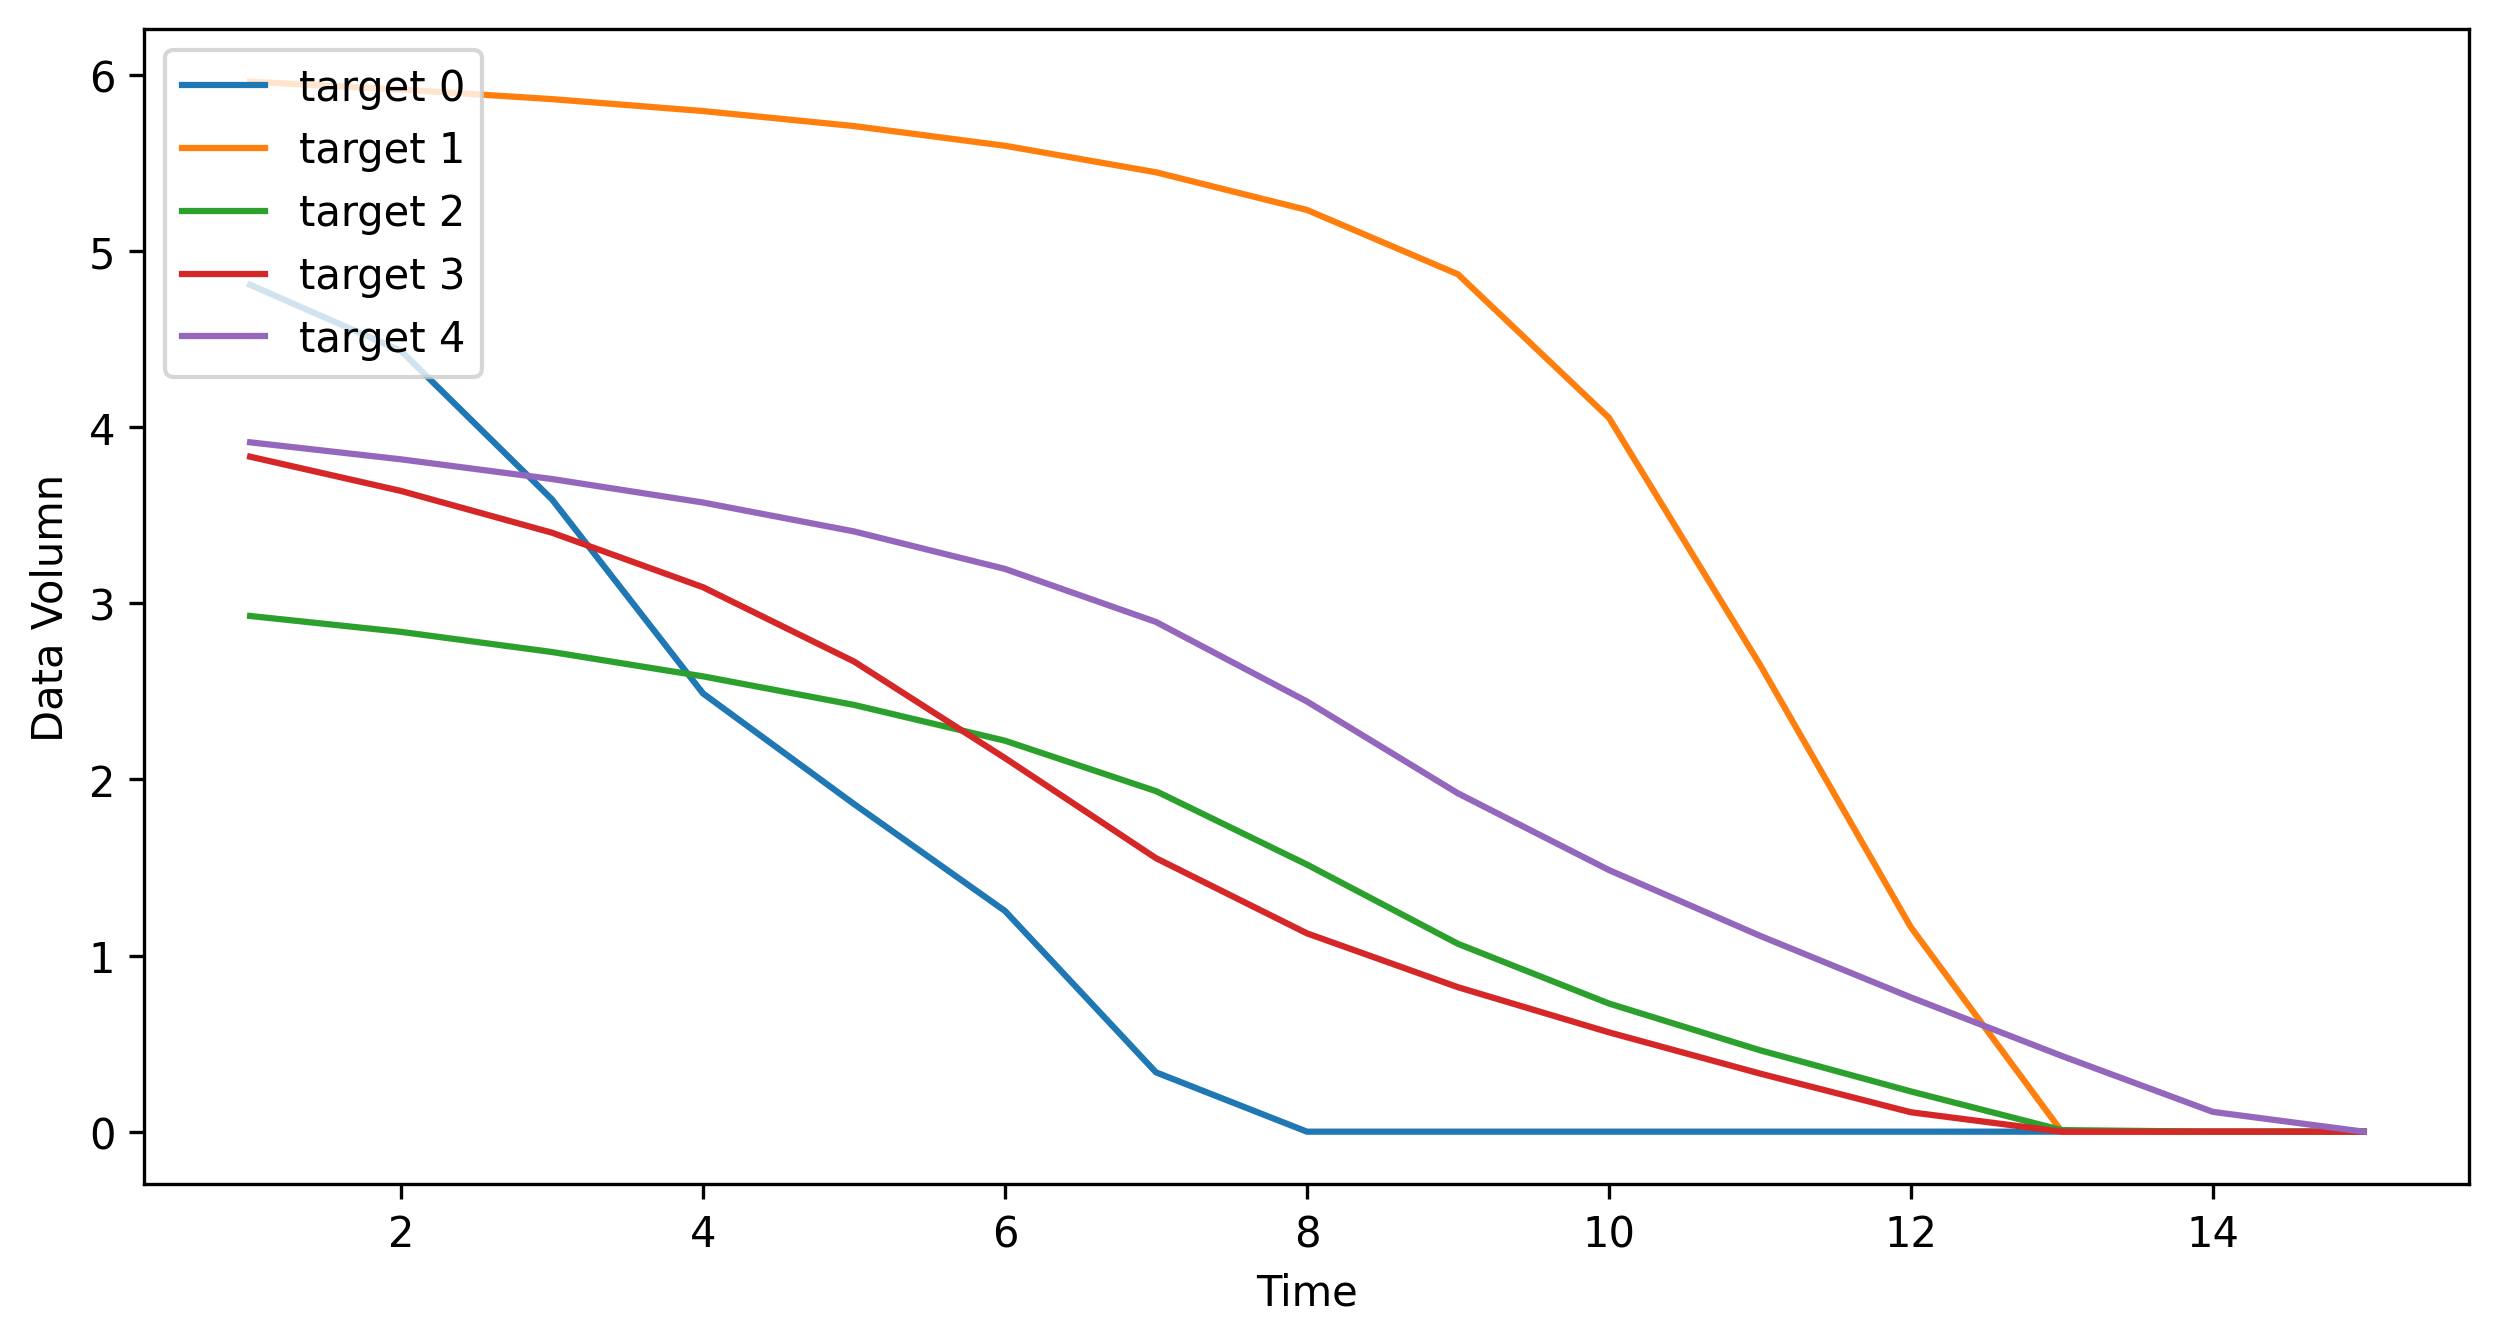 target 0
target 1
target 2
target 3
target 4
6
5
4
3
2
1
0
Data Volumn
2 4 6 8 10 12 14
Time